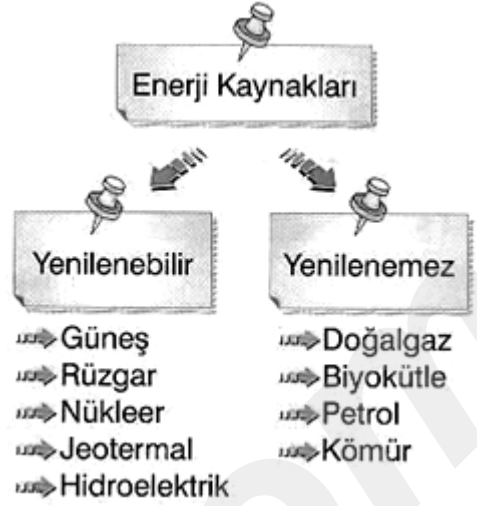 Enerji Kaynakları
Yenilenebilir
Güneş
Rüzgar
Nükleer
Jeotermal
Hidroelektrik
Yenilenemez
Doğalgaz
Biyokütle
Petrol
Kömür